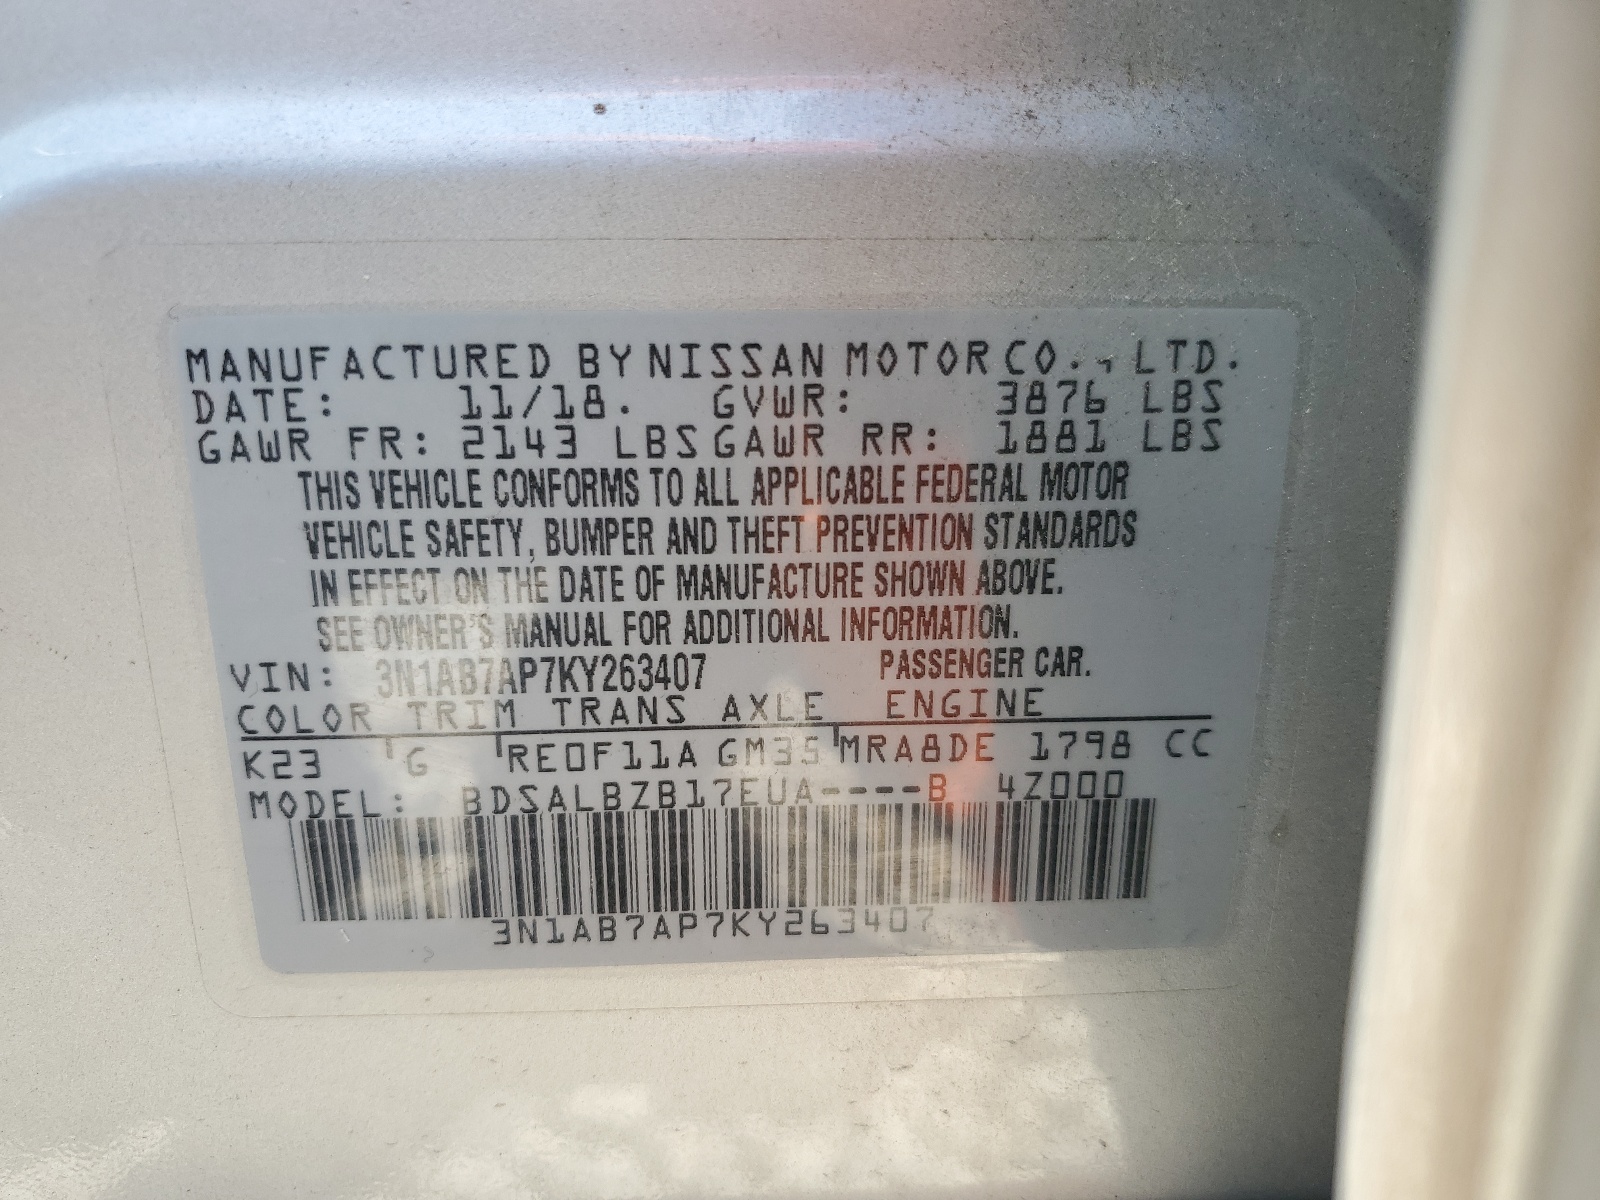 MANUFACTURED BY NISSAN MOTOR CO., LTD.
DATE: 11/18. GVWR: 3876 LBS
GAWR FR: 2143 LBS GAWR RR: 1881 LBS
THIS VEHICLE CONFORMS TO ALL APPLICABLE FEDERAL MOTOR
VEHICLE SAFETY, BUMPER AND THEFT PREVENTION STANDARDS
IN EFFECT ON THE DATE OF MANUFACTURE SHOWN ABOVE.
SEE OWNER'S MANUAL FOR ADDITIONAL INFORMATION.
VIN: 3N1AB7AP7KY263407 PASSENGER CAR.
COLOR TRIM TRANS AXLE ENGINE
K23 G RE0F11A GM35 MRA8DE 1798 CC
MODEL: BDSALBZB17EUA----B 4Z000
3N1AB7AP7KY263407